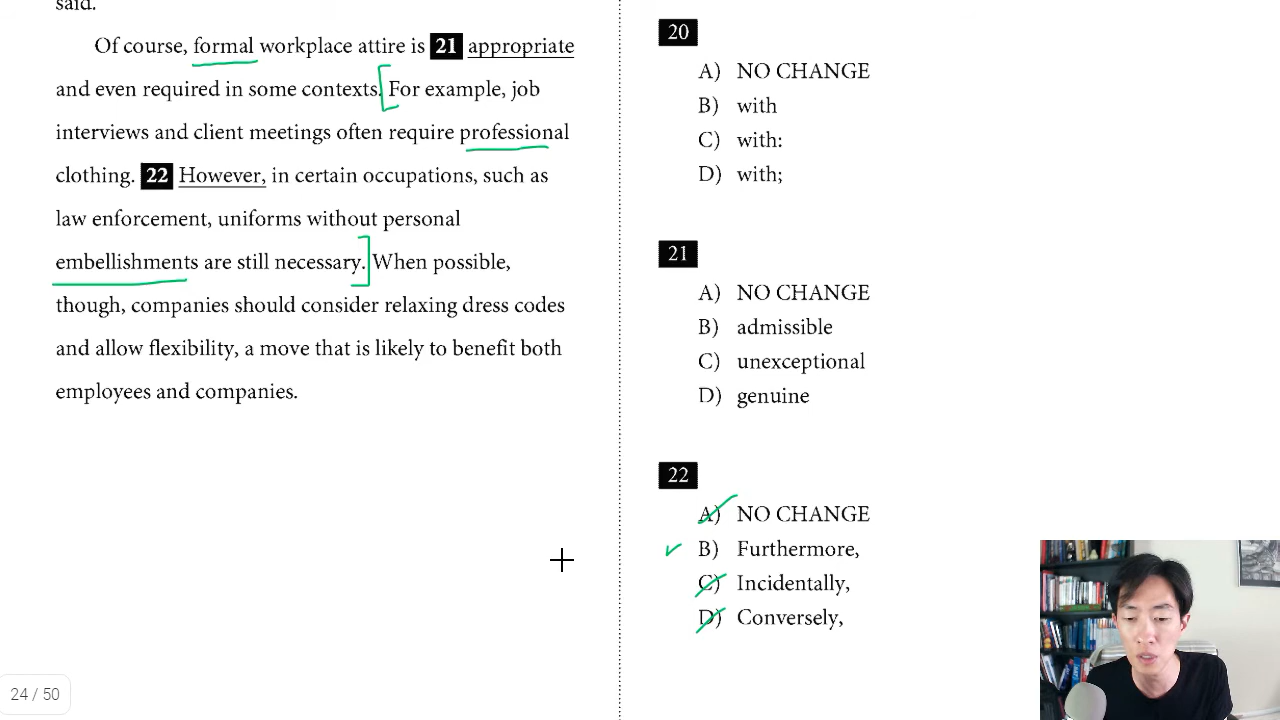 said.
Of course, formal workplace attire is 21 appropriate
and even required in some contexts. For example, job
interviews and client meetings often require professional
clothing. 22 However, in certain occupations, such as
law enforcement, uniforms without personal
embellishments are still necessary. When possible,
though, companies should consider relaxing dress codes
and allow flexibility, a move that is likely to benefit both
employees and companies.
20
A) NO CHANGE
B) with
C) with:
D) with;
21
A) NO CHANGE
B) admissible
C) unexceptional
D) genuine
22
A) NO CHANGE
B) Furthermore,
C) Incidentally,
D) Conversely,
24 / 50